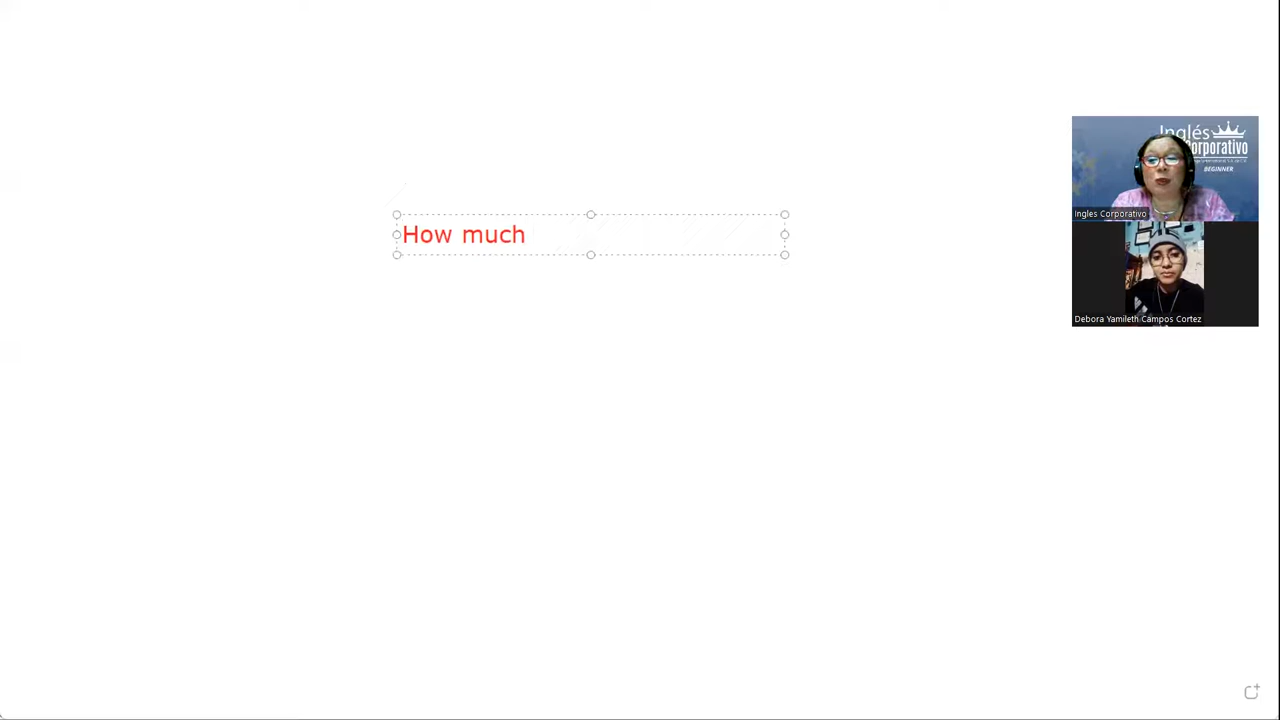 How much
Inglés
Corporativo
BEGINNER
Ingles Corporativo
Debora Yamileth Campos Cortez